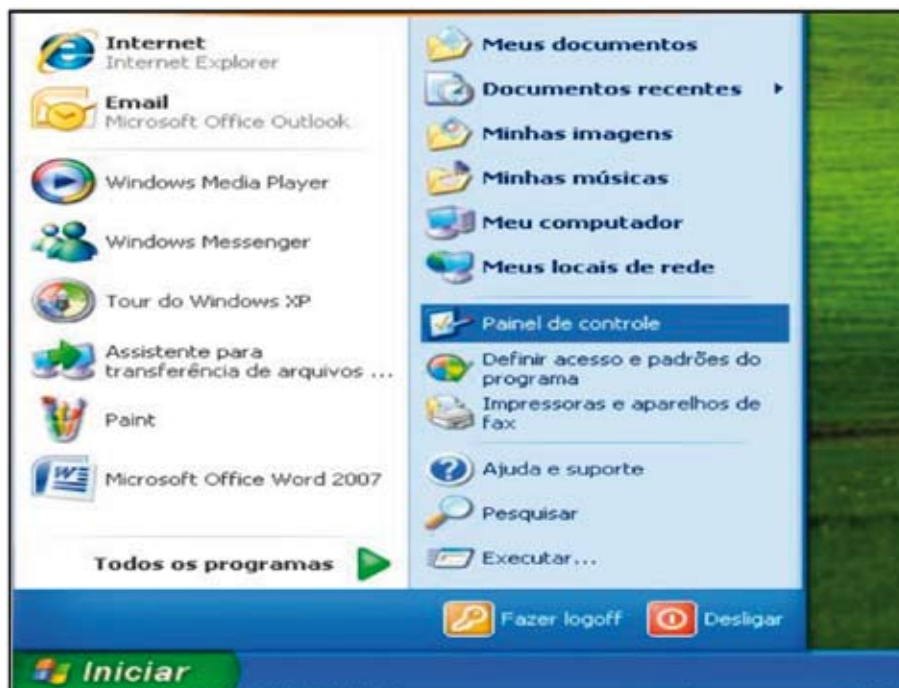 Internet
Internet Explorer
Email
Microsoft Office Outlook
Windows Media Player
Windows Messenger
Tour do Windows XP
Assistente para
transferência de arquivos ...
Paint
Microsoft Office Word 2007
Todos os programas
Meus documentos
Documentos recentes
Minhas imagens
Minhas músicas
Meu computador
Meus locais de rede
Painel de controle
Definir acesso e padrões do
programa
Impressoras e aparelhos de
fax
Ajuda e suporte
Pesquisar
Executar...
Fazer logoff
Desligar
Iniciar